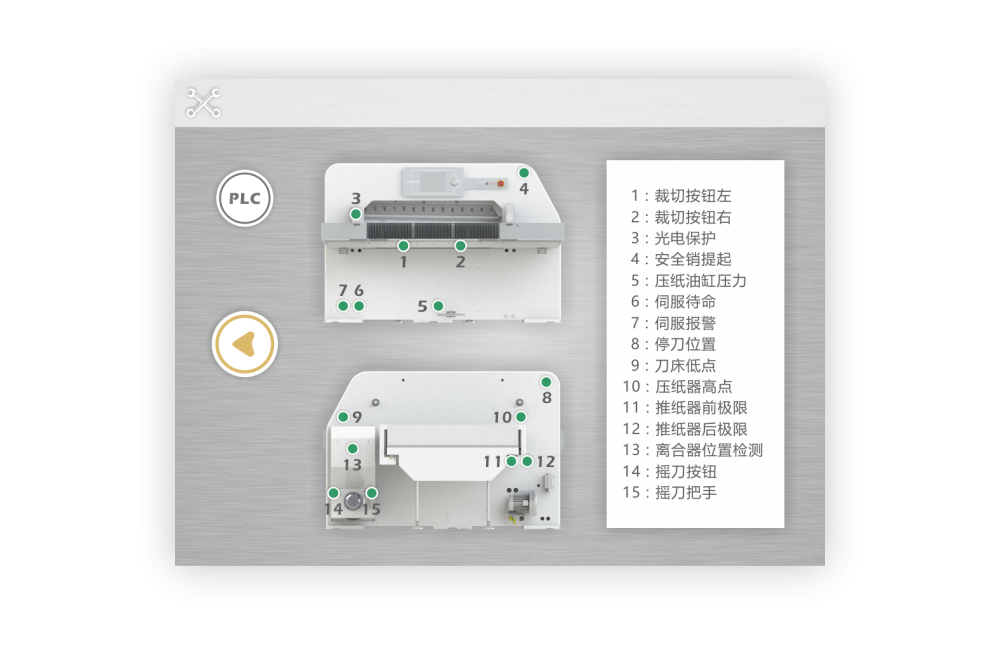 PLC
3
4
1
2
7
6
5
8
9
10
13
11
12
14
15
1：裁切按钮左
2：裁切按钮右
3：光电保护
4：安全销提起
5：压纸油缸压力
6：伺服待命
7：伺服报警
8：停刀位置
9：刀床低点
10：压纸器高点
11：推纸器前极限
12：推纸器后极限
13：离合器位置检测
14：摇刀按钮
15：摇刀把手